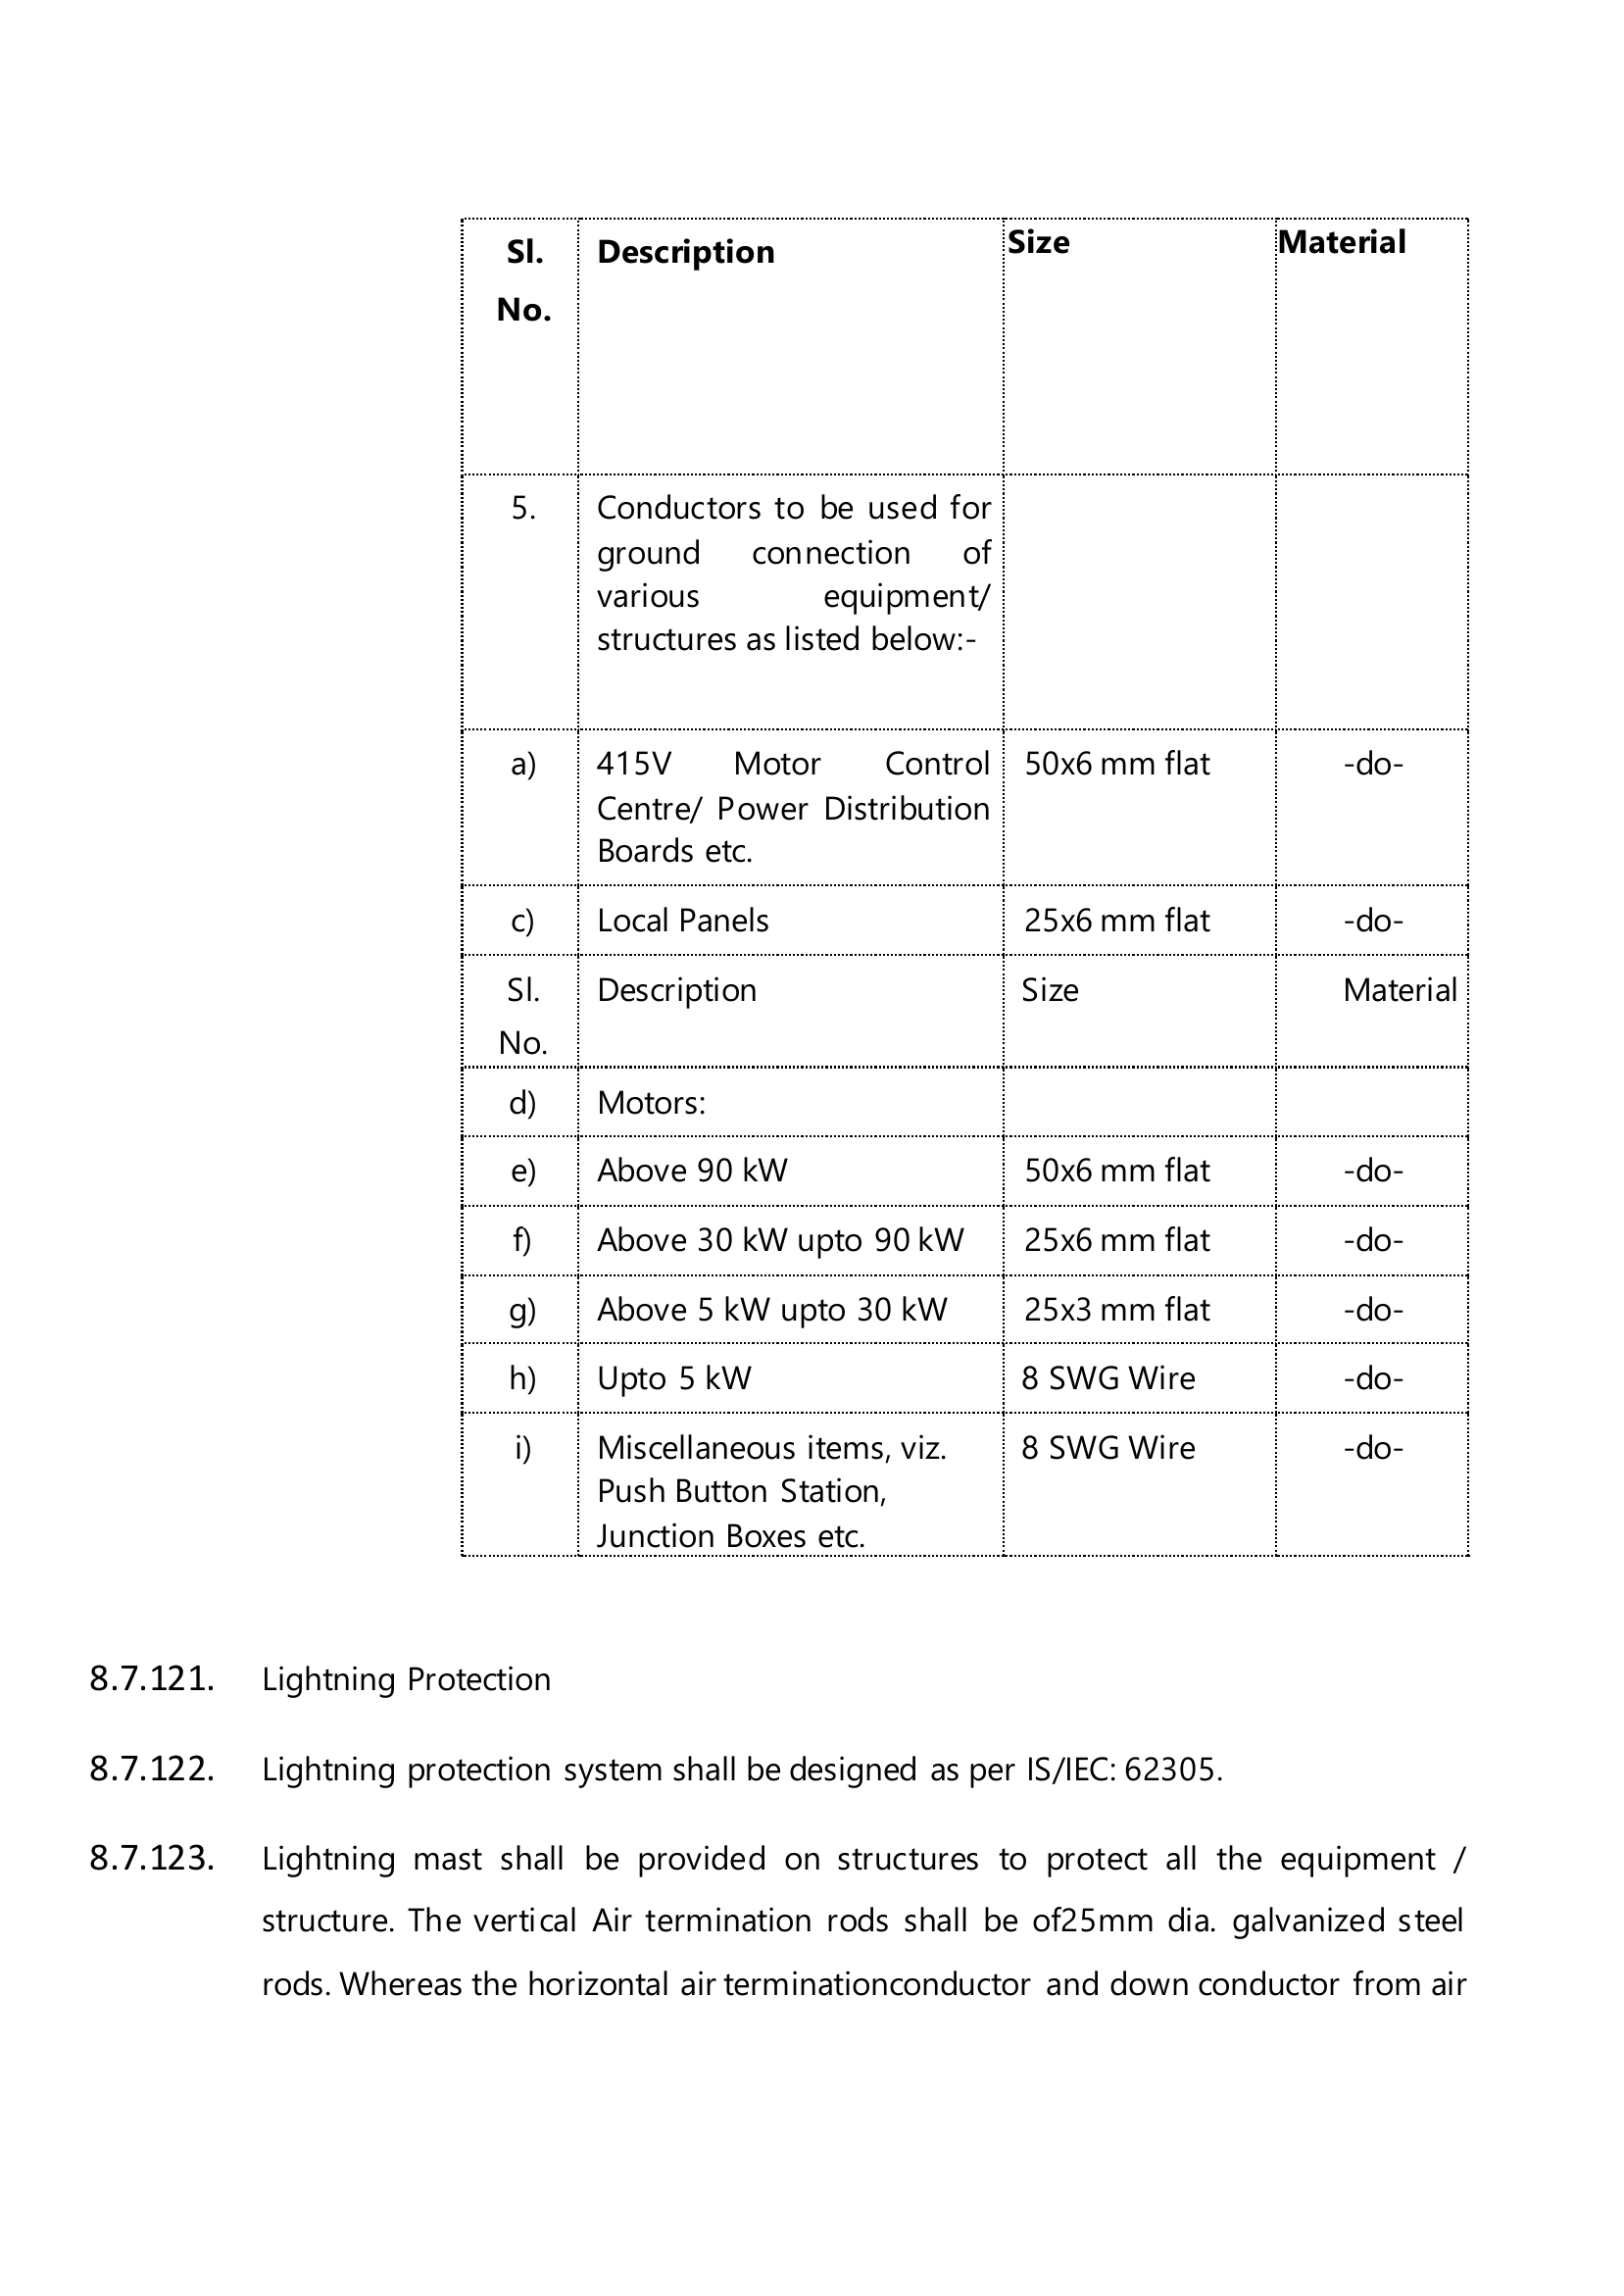 Sl. Description Size Material
No.
5. Conductors to be used for
ground connection of
various equipment/
structures as listed below:-
a) 415V Motor Control 50x6 mm flat -do-
Centre/ Power Distribution
Boards etc.
c) Local Panels 25x6 mm flat -do-
Sl. Description Size Material
No.
d) Motors:
e) Above 90 kW 50x6 mm flat -do-
f) Above 30 kW upto 90 kW 25x6 mm flat -do-
g) Above 5 kW upto 30 kW 25x3 mm flat -do-
h) Upto 5 kW 8 SWG Wire -do-
i) Miscellaneous items, viz. 8 SWG Wire -do-
Push Button Station,
Junction Boxes etc.
8.7.121. Lightning Protection
8.7.122. Lightning protection system shall be designed as per IS/IEC: 62305.
8.7.123. Lightning mast shall be provided on structures to protect all the equipment /
structure. The vertical Air termination rods shall be of25mm dia. galvanized steel
rods. Whereas the horizontal air terminationconductor and down conductor from air